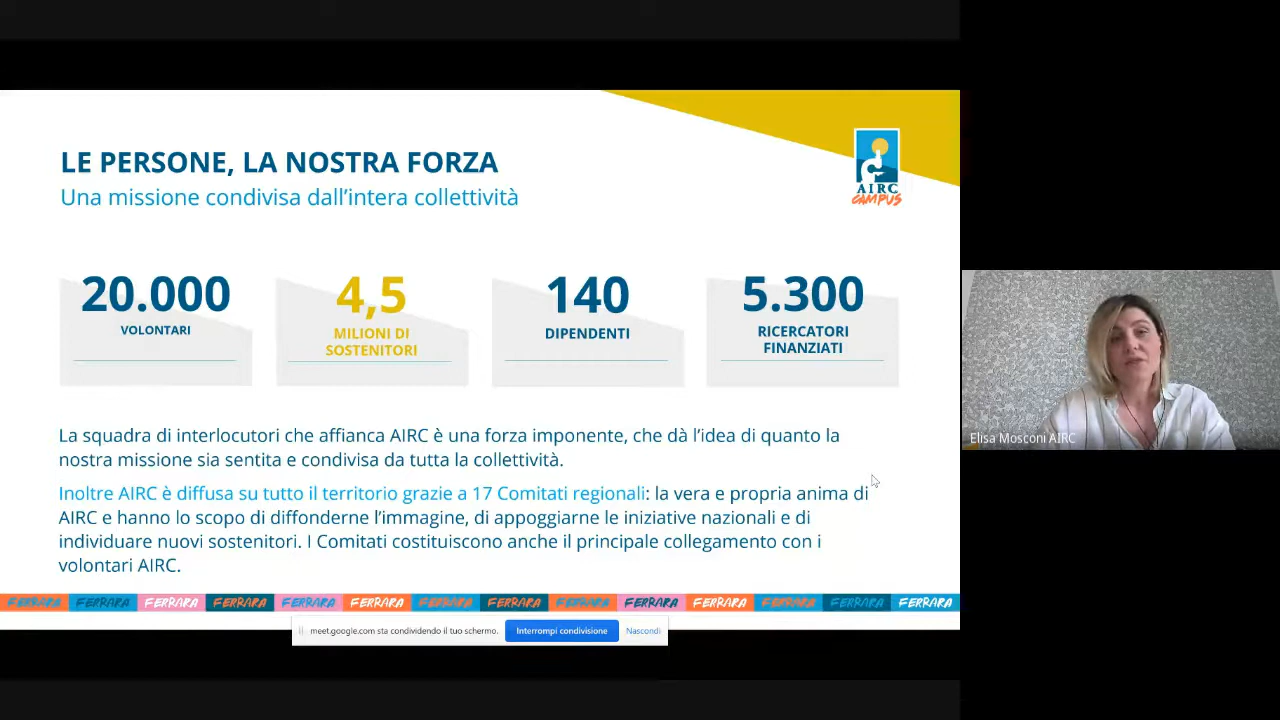 LE PERSONE, LA NOSTRA FORZA
Una missione condivisa dall'intera collettività
AIRC
CAMPUS
20.000
VOLONTARI
4,5
MILIONI DI
SOSTENITORI
140
DIPENDENTI
5.300
RICERCATORI
FINANZIATI
La squadra di interlocutori che affianca AIRC è una forza imponente, che dà l'idea di quanto la
nostra missione sia sentita e condivisa da tutta la collettività.
Inoltre AIRC è diffusa su tutto il territorio grazie a 17 Comitati regionali: la vera e propria anima di
AIRC e hanno lo scopo di diffonderne l'immagine, di appoggiarne le iniziative nazionali e di
individuare nuovi sostenitori. I Comitati costituiscono anche il principale collegamento con i
volontari AIRC.
FERRARA FERRARA FERRARA FERRARA FERRARA FERRARA FERRARA FERRARA FERRARA FERRARA FERRARA FERRARA FERRARA FERRARA
meet.google.com sta condividendo il tuo schermo. Interrompi condivisione Nascondi
Elisa Mosconi AIRC